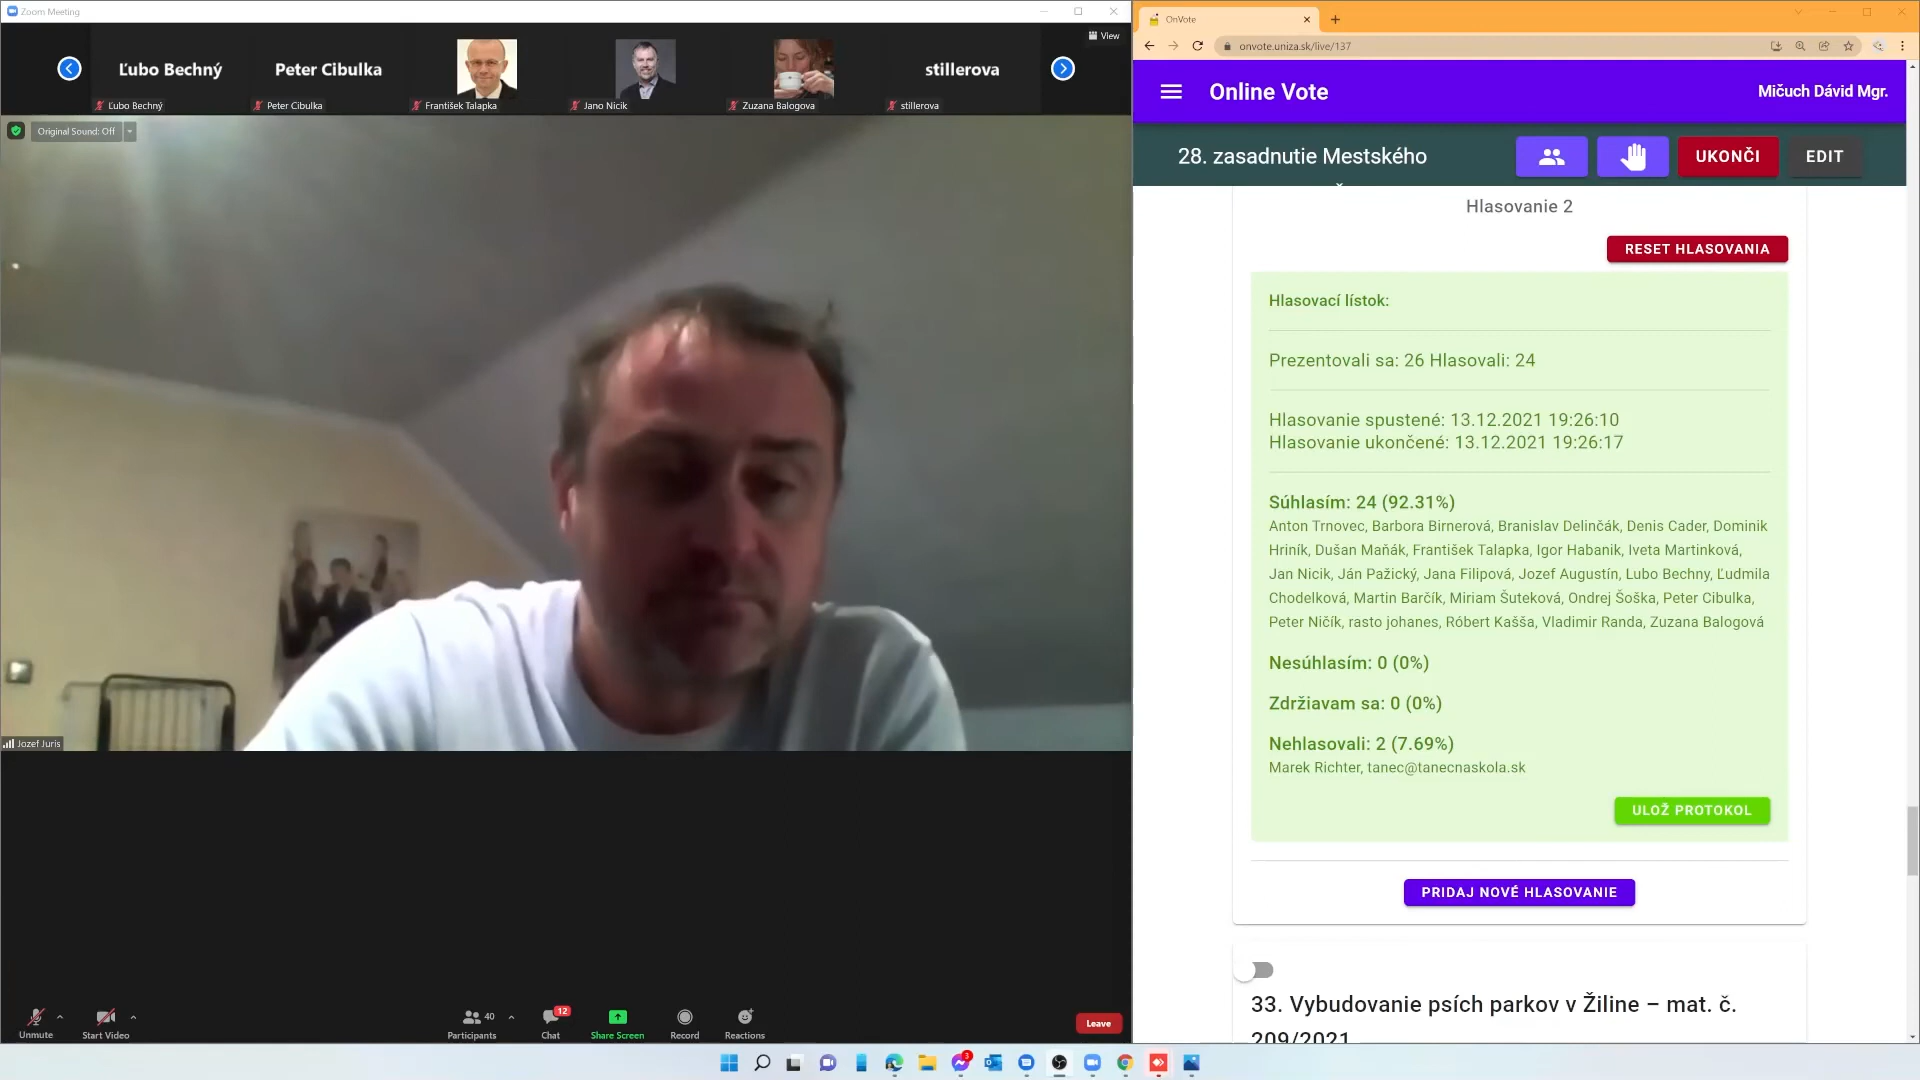 Zoom Meeting
View
Ľubo Bechný
Peter Cibulka
stillerova
Ľubo Bechný
Peter Cibulka
František Talapka
Jano Nicik
Zuzana Balogova
stillerova
Original Sound: Off
Jozef Juris
Unmute
Start Video
40
Participants
12
Chat
Share Screen
Record
Reactions
Leave
OnVote
onvote.uniza.sk/live/137
Online Vote
Mičuch Dávid Mgr.
28. zasadnutie Mestského
UKONČI
EDIT
Hlasovanie 2
RESET HLASOVANIA
Hlasovací lístok:
Prezentovali sa: 26 Hlasovali: 24
Hlasovanie spustené: 13.12.2021 19:26:10
Hlasovanie ukončené: 13.12.2021 19:26:17
Súhlasím: 24 (92.31%)
Anton Trnovec, Barbora Birnerová, Branislav Delinčák, Denis Cader, Dominik
Hriník, Dušan Maňák, František Talapka, Igor Habanik, Iveta Martinková,
Jan Nicik, Ján Pažický, Jana Filipová, Jozef Augustín, Lubo Bechny, Ľudmila
Chodelková, Martin Barčík, Miriam Šuteková, Ondrej Šoška, Peter Cibulka,
Peter Ničík, rasto johanes, Róbert Kašša, Vladimir Randa, Zuzana Balogová
Nesúhlasím: 0 (0%)
Zdržiavam sa: 0 (0%)
Nehlasovali: 2 (7.69%)
Marek Richter, tanec@tanecnaskola.sk
ULOŽ PROTOKOL
PRIDAJ NOVÉ HLASOVANIE
33. Vybudovanie psích parkov v Žiline – mat. č.
209/2021
3